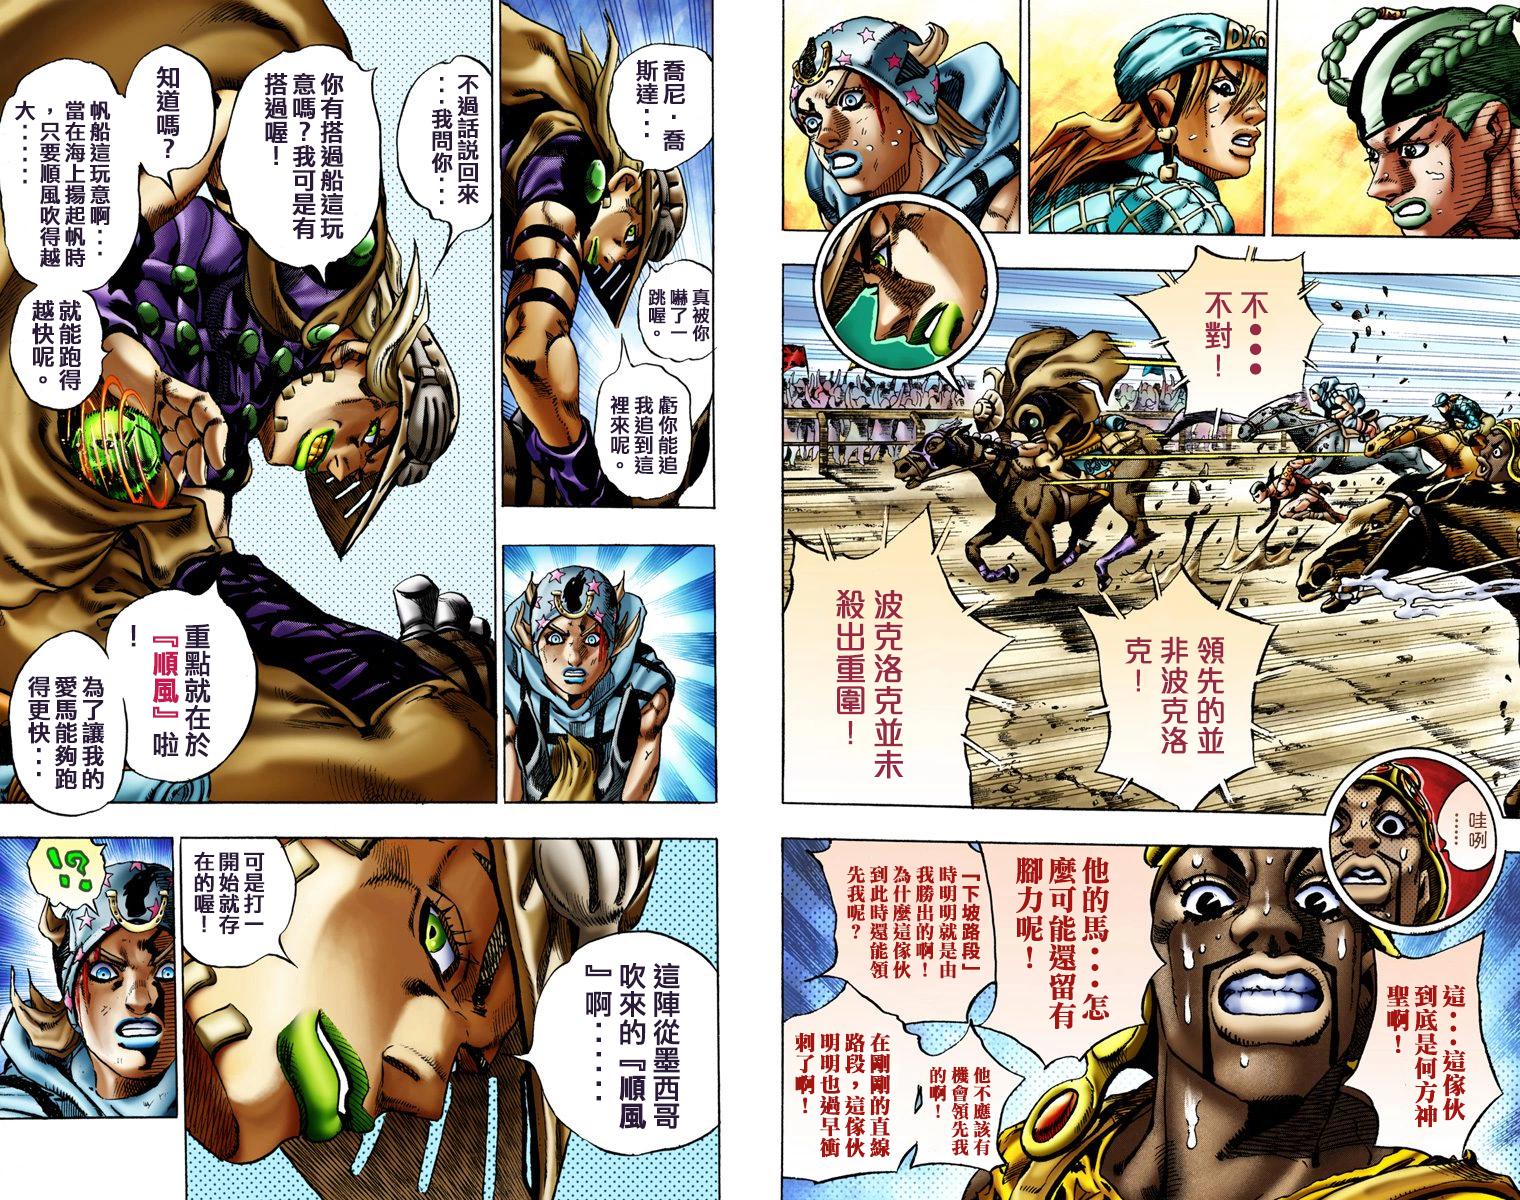 DIO
不‧‧‧
不對！
領先的並
非波克洛
克！
波克洛克並未
殺出重圍！
哇咧
……
這‧‧‧這傢伙
到底是何方神
聖啊！
他的馬‧‧‧怎
麼可能還留有
腳力呢！
『下坡路段』
時明明就是由
我勝出的啊！
為什麼這傢伙
到此時還能領
先我呢？
他不應該有
機會領先我
的啊！
在剛剛的直線
路段，這傢伙
明明也過早衝
刺了啊！
喬尼‧喬
斯達‧‧‧
真被你
嚇了一
跳喔。
虧你能追
我追到這
裡來呢。
不過話說回來
‧‧‧我問你‧‧‧
你有搭過船這玩
意嗎？我可是有
搭過喔！
知道嗎？
帆船這玩意啊‧‧‧
當在海上揚起帆時
，只要順風吹得越
大‧‧‧‧‧‧
就能跑得
越快呢。
重點就在於
『順風』啦
！
為了讓我的
愛馬能夠跑
得更快‧‧‧
這陣從墨西哥
吹來的『順風
』啊‧‧‧‧‧‧
可是打一
開始就存
在的喔！
!?